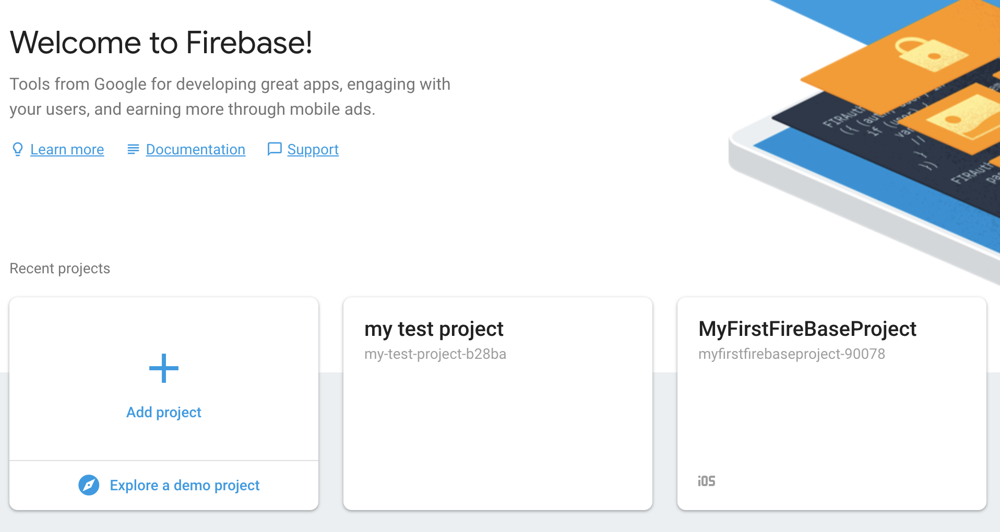 Welcome to Firebase!
Tools from Google for developing great apps, engaging with
your users, and earning more through mobile ads.
Learn more Documentation Support
Recent projects
Add project
Explore a demo project
my test project
my-test-project-b28ba
MyFirstFireBaseProject
myfirstfirebaseproject-90078
iOS
FIRAuth
if (user) {
//
}
})
FIRAuth